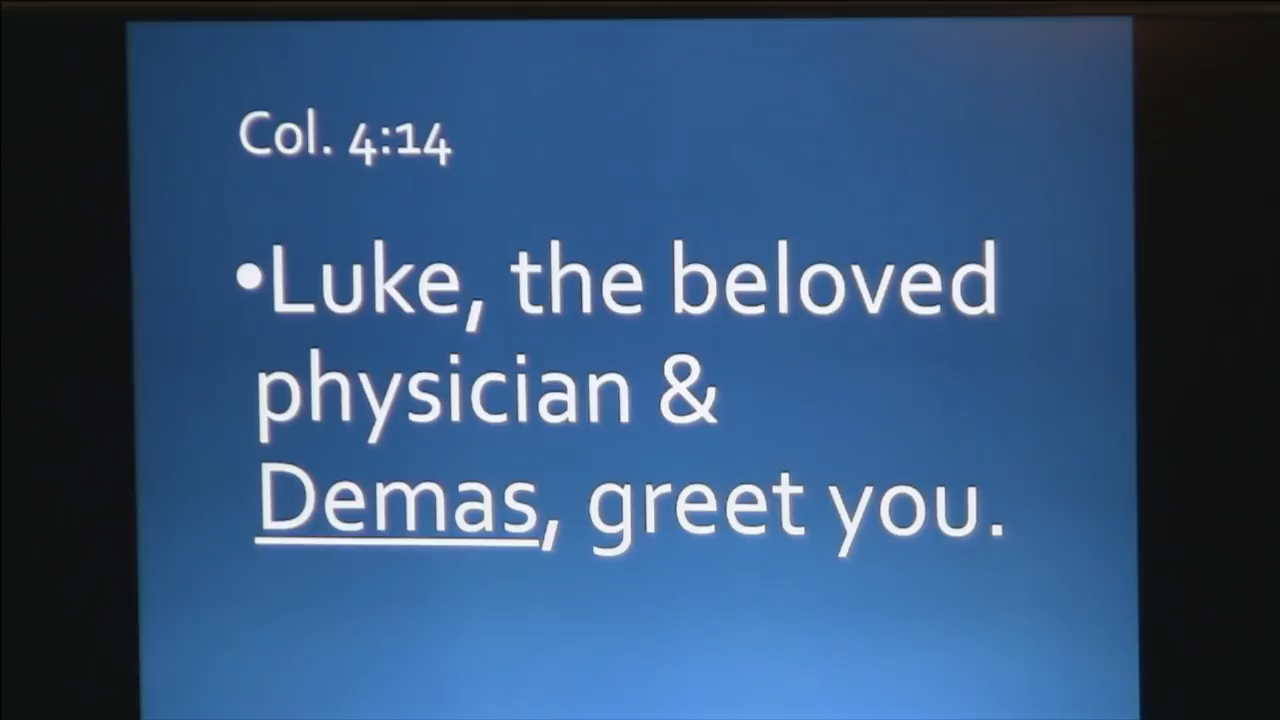 Col. 4:14
•Luke, the beloved
physician &
Demas, greet you.